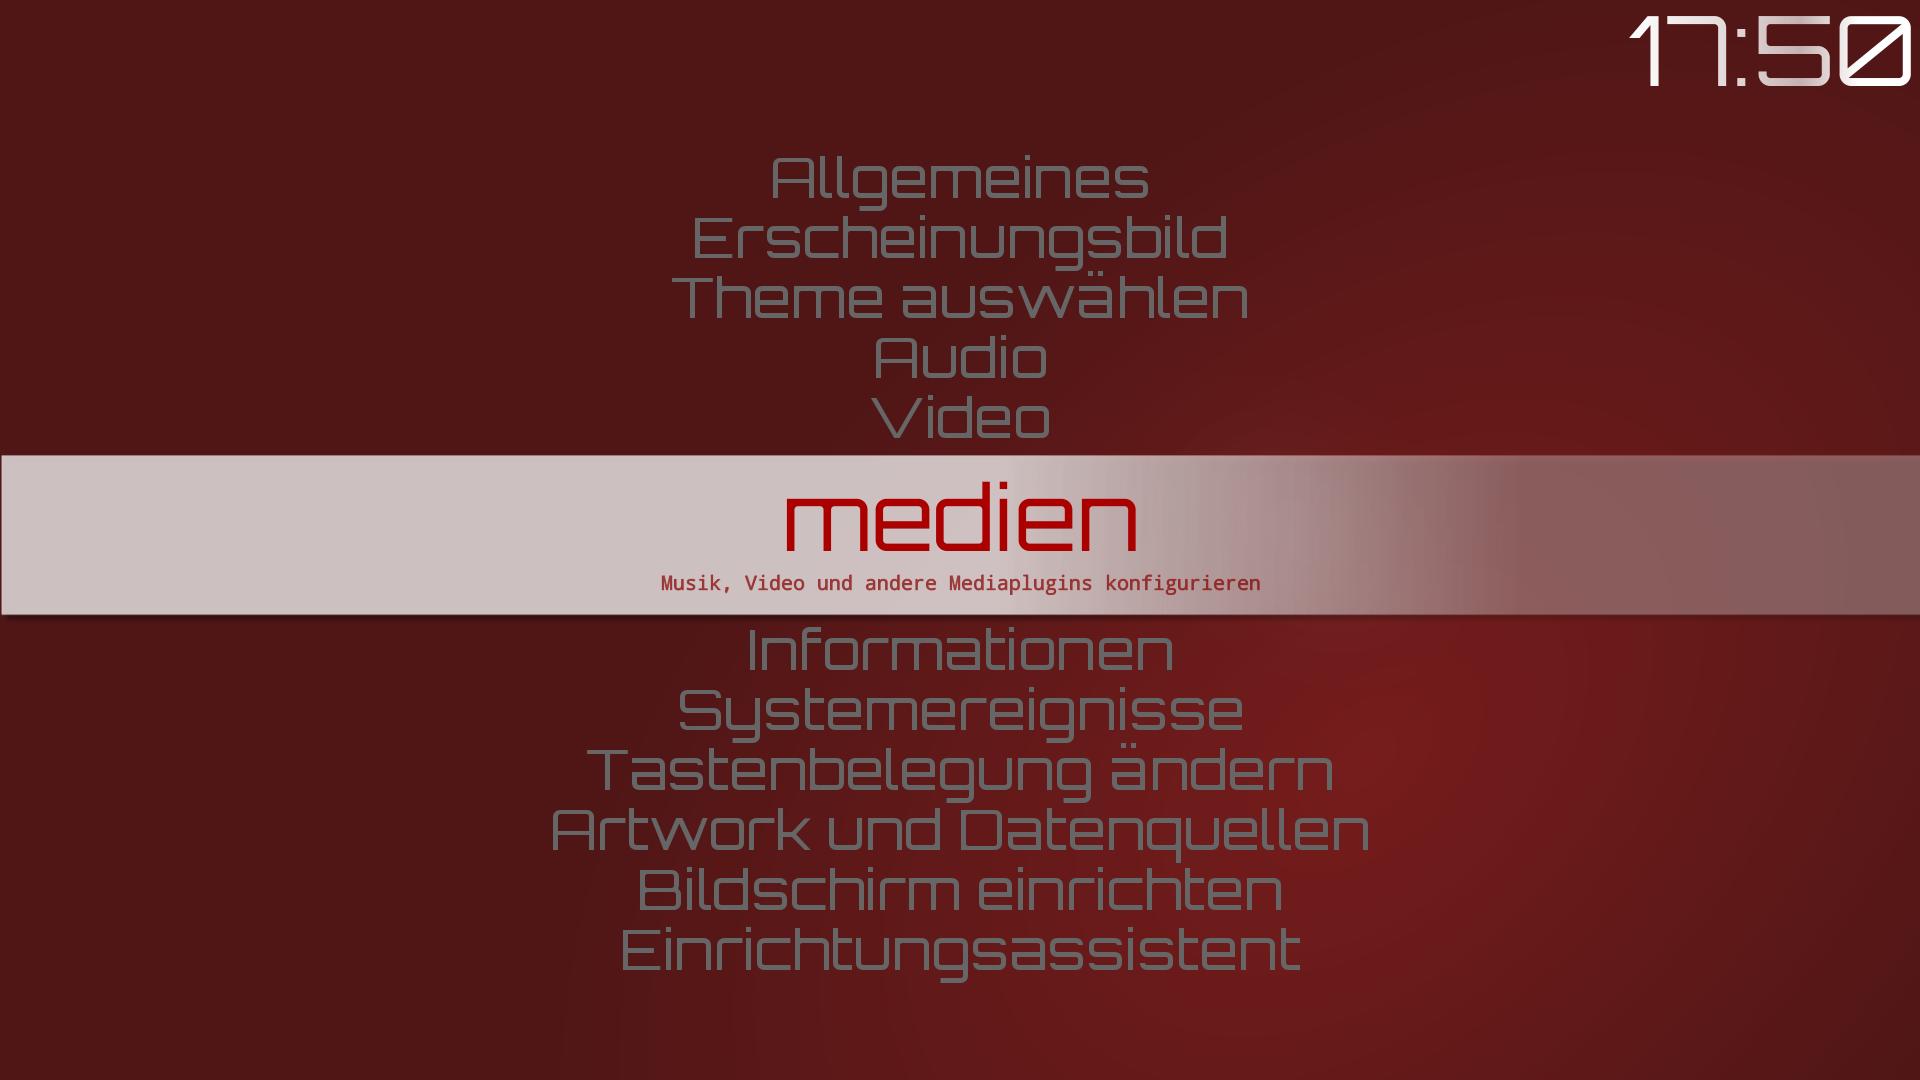 17:50
Allgemeines
Erscheinungsbild
Theme auswählen
Audio
Video
medien
Musik, Video und andere Mediaplugins konfigurieren
Informationen
Systemereignisse
Tastenbelegung ändern
Artwork und Datenquellen
Bildschirm einrichten
Einrichtungsassistent